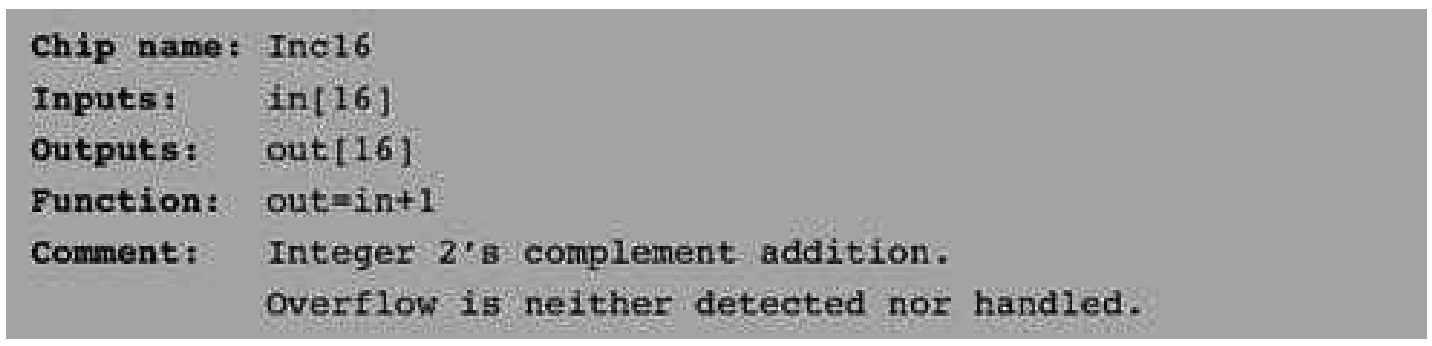 Chip name: Inc16
Inputs: in[16]
Outputs: out[16]
Function: out=in+1
Comment: Integer 2's complement addition.
Overflow is neither detected nor handled.